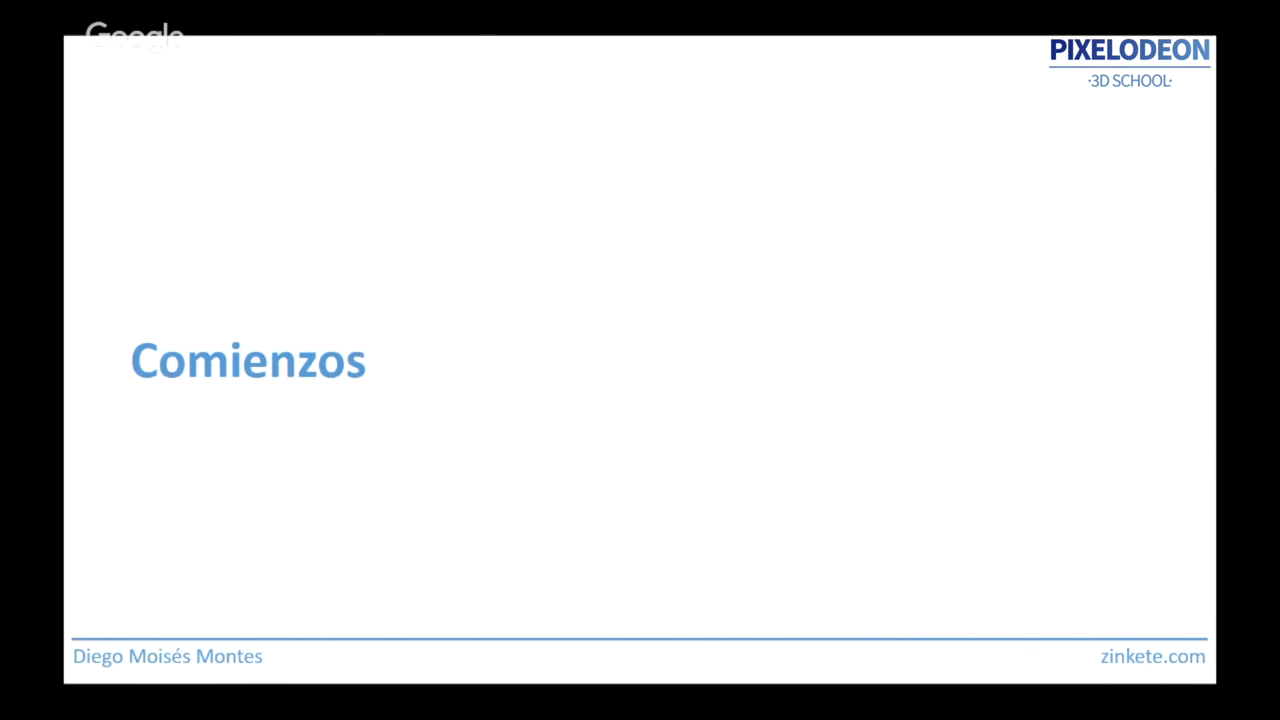 Google
PIXELODEON
·3D SCHOOL·
Comienzos
Diego Moisés Montes
zinkete.com